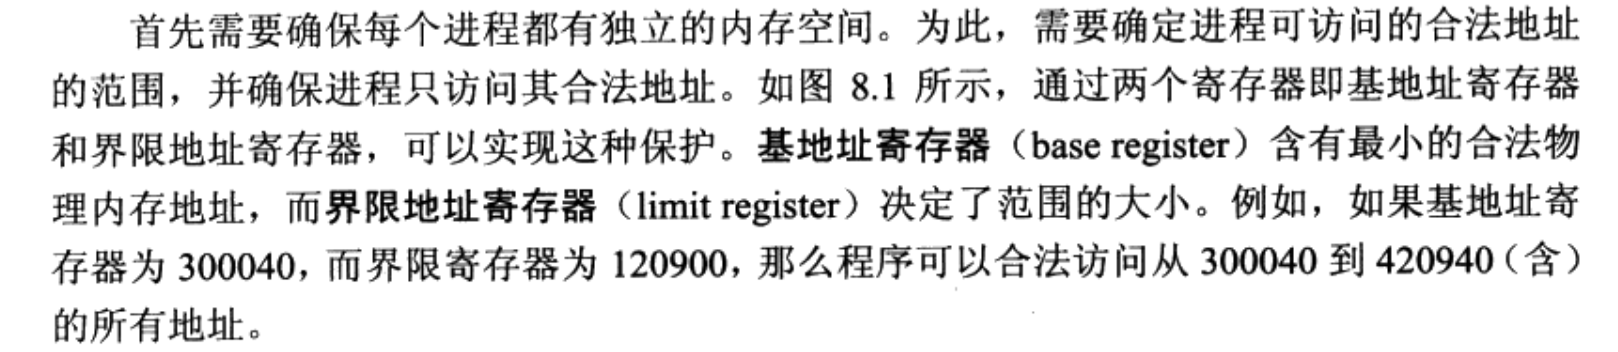 首先需要确保每个进程都有独立的内存空间。为此，需要确定进程可访问的合法地址
的范围，并确保进程只访问其合法地址。如图 8.1 所示，通过两个寄存器即基地址寄存器
和界限地址寄存器，可以实现这种保护。基地址寄存器（base register）含有最小的合法物
理内存地址，而界限地址寄存器（limit register）决定了范围的大小。例如，如果基地址寄
存器为 300040，而界限寄存器为 120900，那么程序可以合法访问从 300040 到 420940（含）
的所有地址。